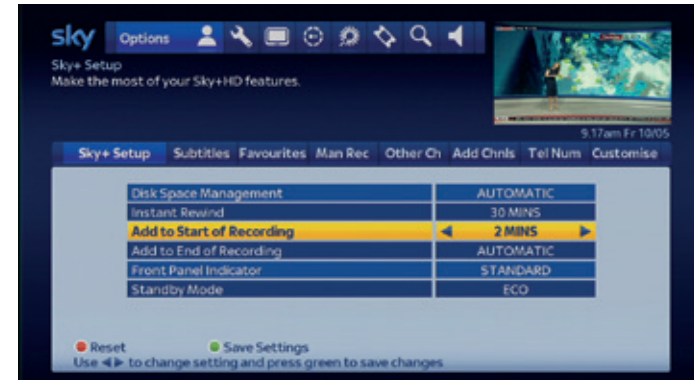 sky Options
Sky+ Setup
Make the most of your Sky+HD features.
9.17am Fr 10/05
Sky+ Setup Subtitles Favourites Man Rec Other Ch Add Chnls Tel Num Customise
Disk Space Management AUTOMATIC
Instant Rewind 30 MINS
Add to Start of Recording 2 MINS
Add to End of Recording AUTOMATIC
Front Panel Indicator STANDARD
Standby Mode ECO
Reset Save Settings
Use ◀▶ to change setting and press green to save changes